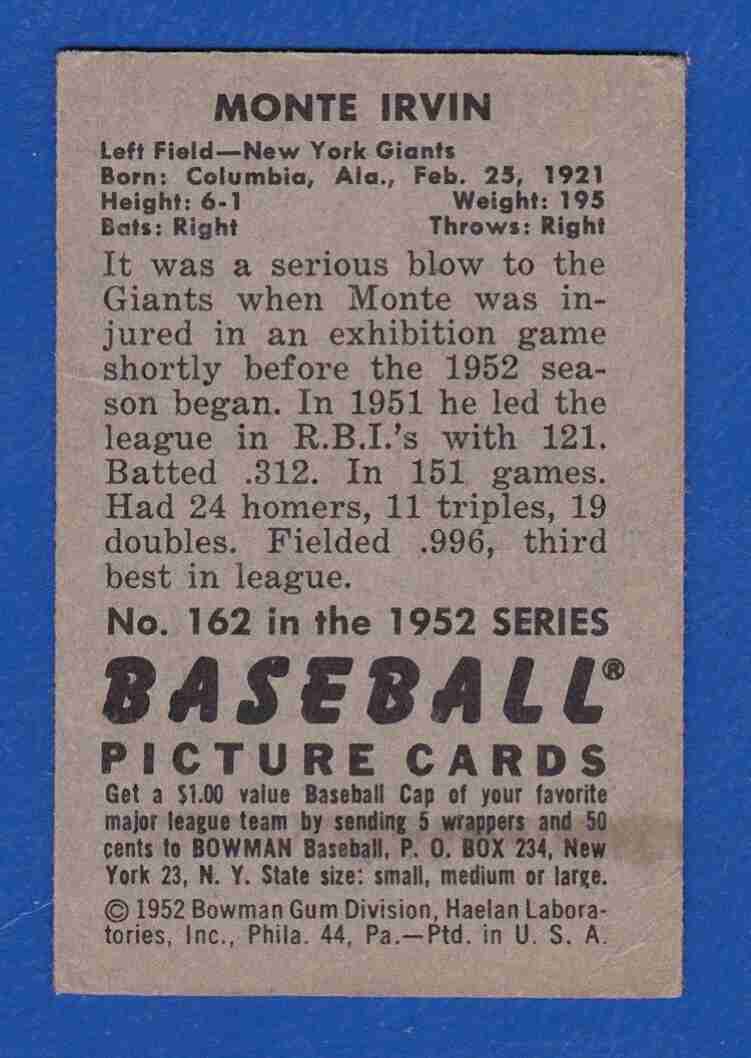 MONTE IRVIN
Left Field—New York Giants
Born: Columbia, Ala., Feb. 25, 1921
Height: 6-1 Weight: 195
Bats: Right Throws: Right
It was a serious blow to the
Giants when Monte was in-
jured in an exhibition game
shortly before the 1952 sea-
son began. In 1951 he led the
league in R.B.I.'s with 121.
Batted .312. In 151 games.
Had 24 homers, 11 triples, 19
doubles. Fielded .996, third
best in league.
No. 162 in the 1952 SERIES
BASEBALL®
PICTURE CARDS
Get a $1.00 value Baseball Cap of your favorite
major league team by sending 5 wrappers and 50
cents to BOWMAN Baseball, P. O. BOX 234, New
York 23, N. Y. State size: small, medium or large.
© 1952 Bowman Gum Division, Haelan Labora-
tories, Inc., Phila. 44, Pa.—Ptd. in U. S. A.